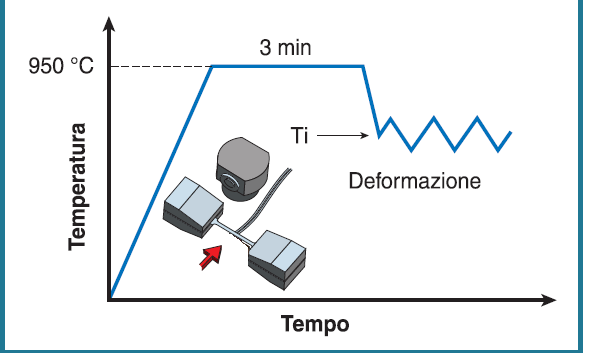 3 min
950 °C
Ti
Deformazione
Temperatura
Tempo